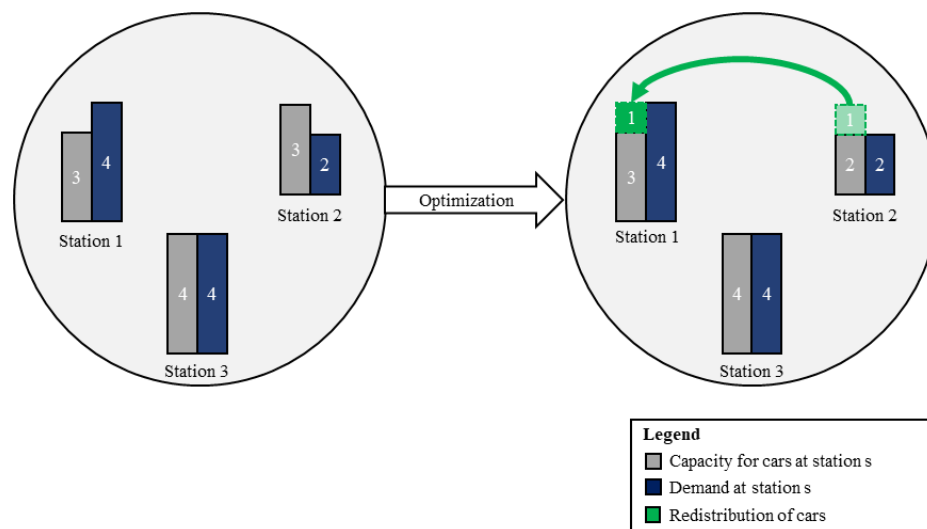 3
4
Station 1
3
2
Station 2
4
4
Station 3
Optimization
1
3
4
Station 1
1
2
2
Station 2
4
4
Station 3
Legend
Capacity for cars at station s
Demand at station s
Redistribution of cars